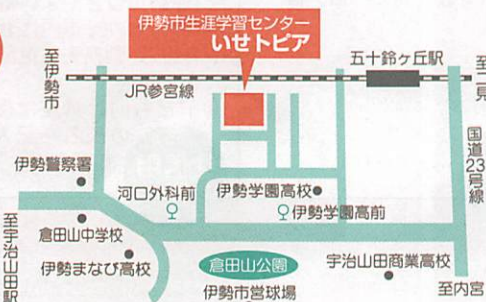 伊勢市生涯学習センター
いせトピア
至伊勢市
JR参宮線
五十鈴ヶ丘駅
至二見
国道23号線
伊勢警察署
河口外科前
伊勢学園高校
伊勢学園高前
倉田山中学校
伊勢まなび高校
至宇治山田駅
倉田山公園
伊勢市営球場
宇治山田商業高校
至内宮